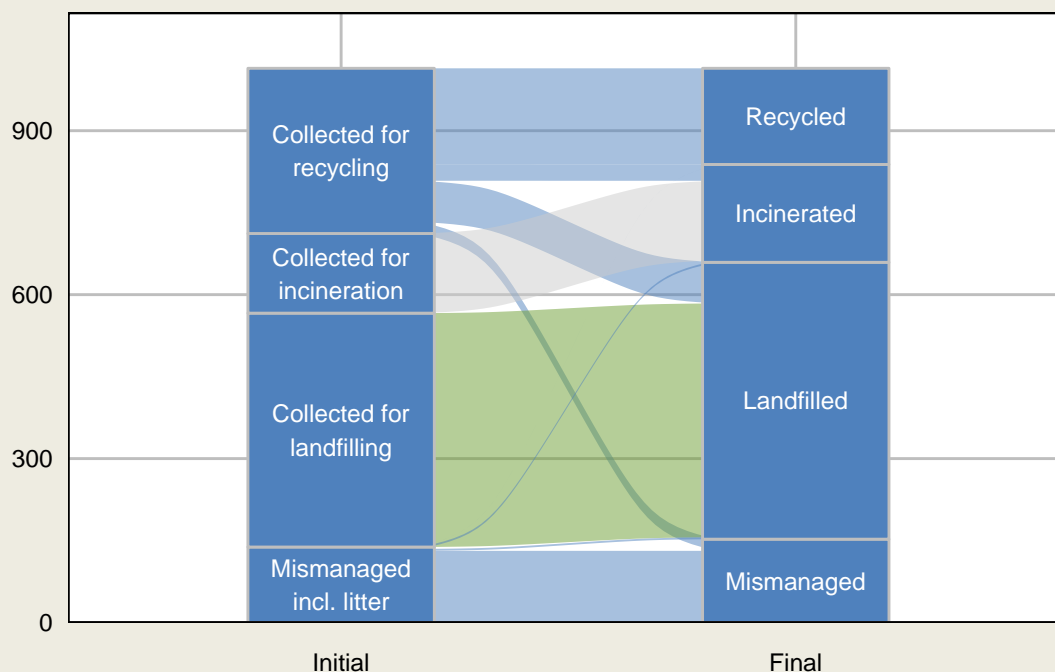 900
600
300
0
Collected for
recycling
Collected for
incineration
Collected for
landfilling
Mismanaged
incl. litter
Recycled
Incinerated
Landfilled
Mismanaged
Initial
Final